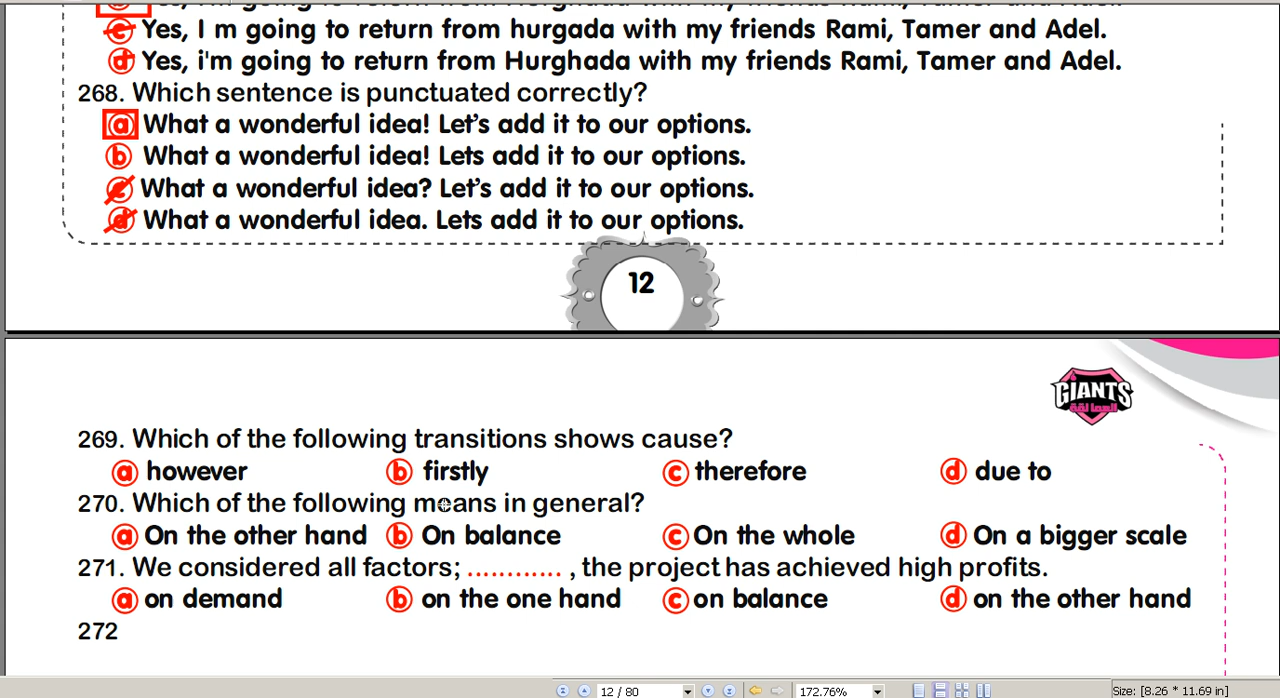 c Yes, I m going to return from hurgada with my friends Rami, Tamer and Adel.
d Yes, i'm going to return from Hurghada with my friends Rami, Tamer and Adel.
268. Which sentence is punctuated correctly?
a What a wonderful idea! Let's add it to our options.
b What a wonderful idea! Lets add it to our options.
c What a wonderful idea? Let's add it to our options.
d What a wonderful idea. Lets add it to our options.
12
GIANTS
العمالقة
269. Which of the following transitions shows cause?
a however b firstly c therefore d due to
270. Which of the following means in general?
a On the other hand b On balance c On the whole d On a bigger scale
271. We considered all factors; ............ , the project has achieved high profits.
a on demand b on the one hand c on balance d on the other hand
272
12 / 80 172.76% Size: [8.26 * 11.69 in]